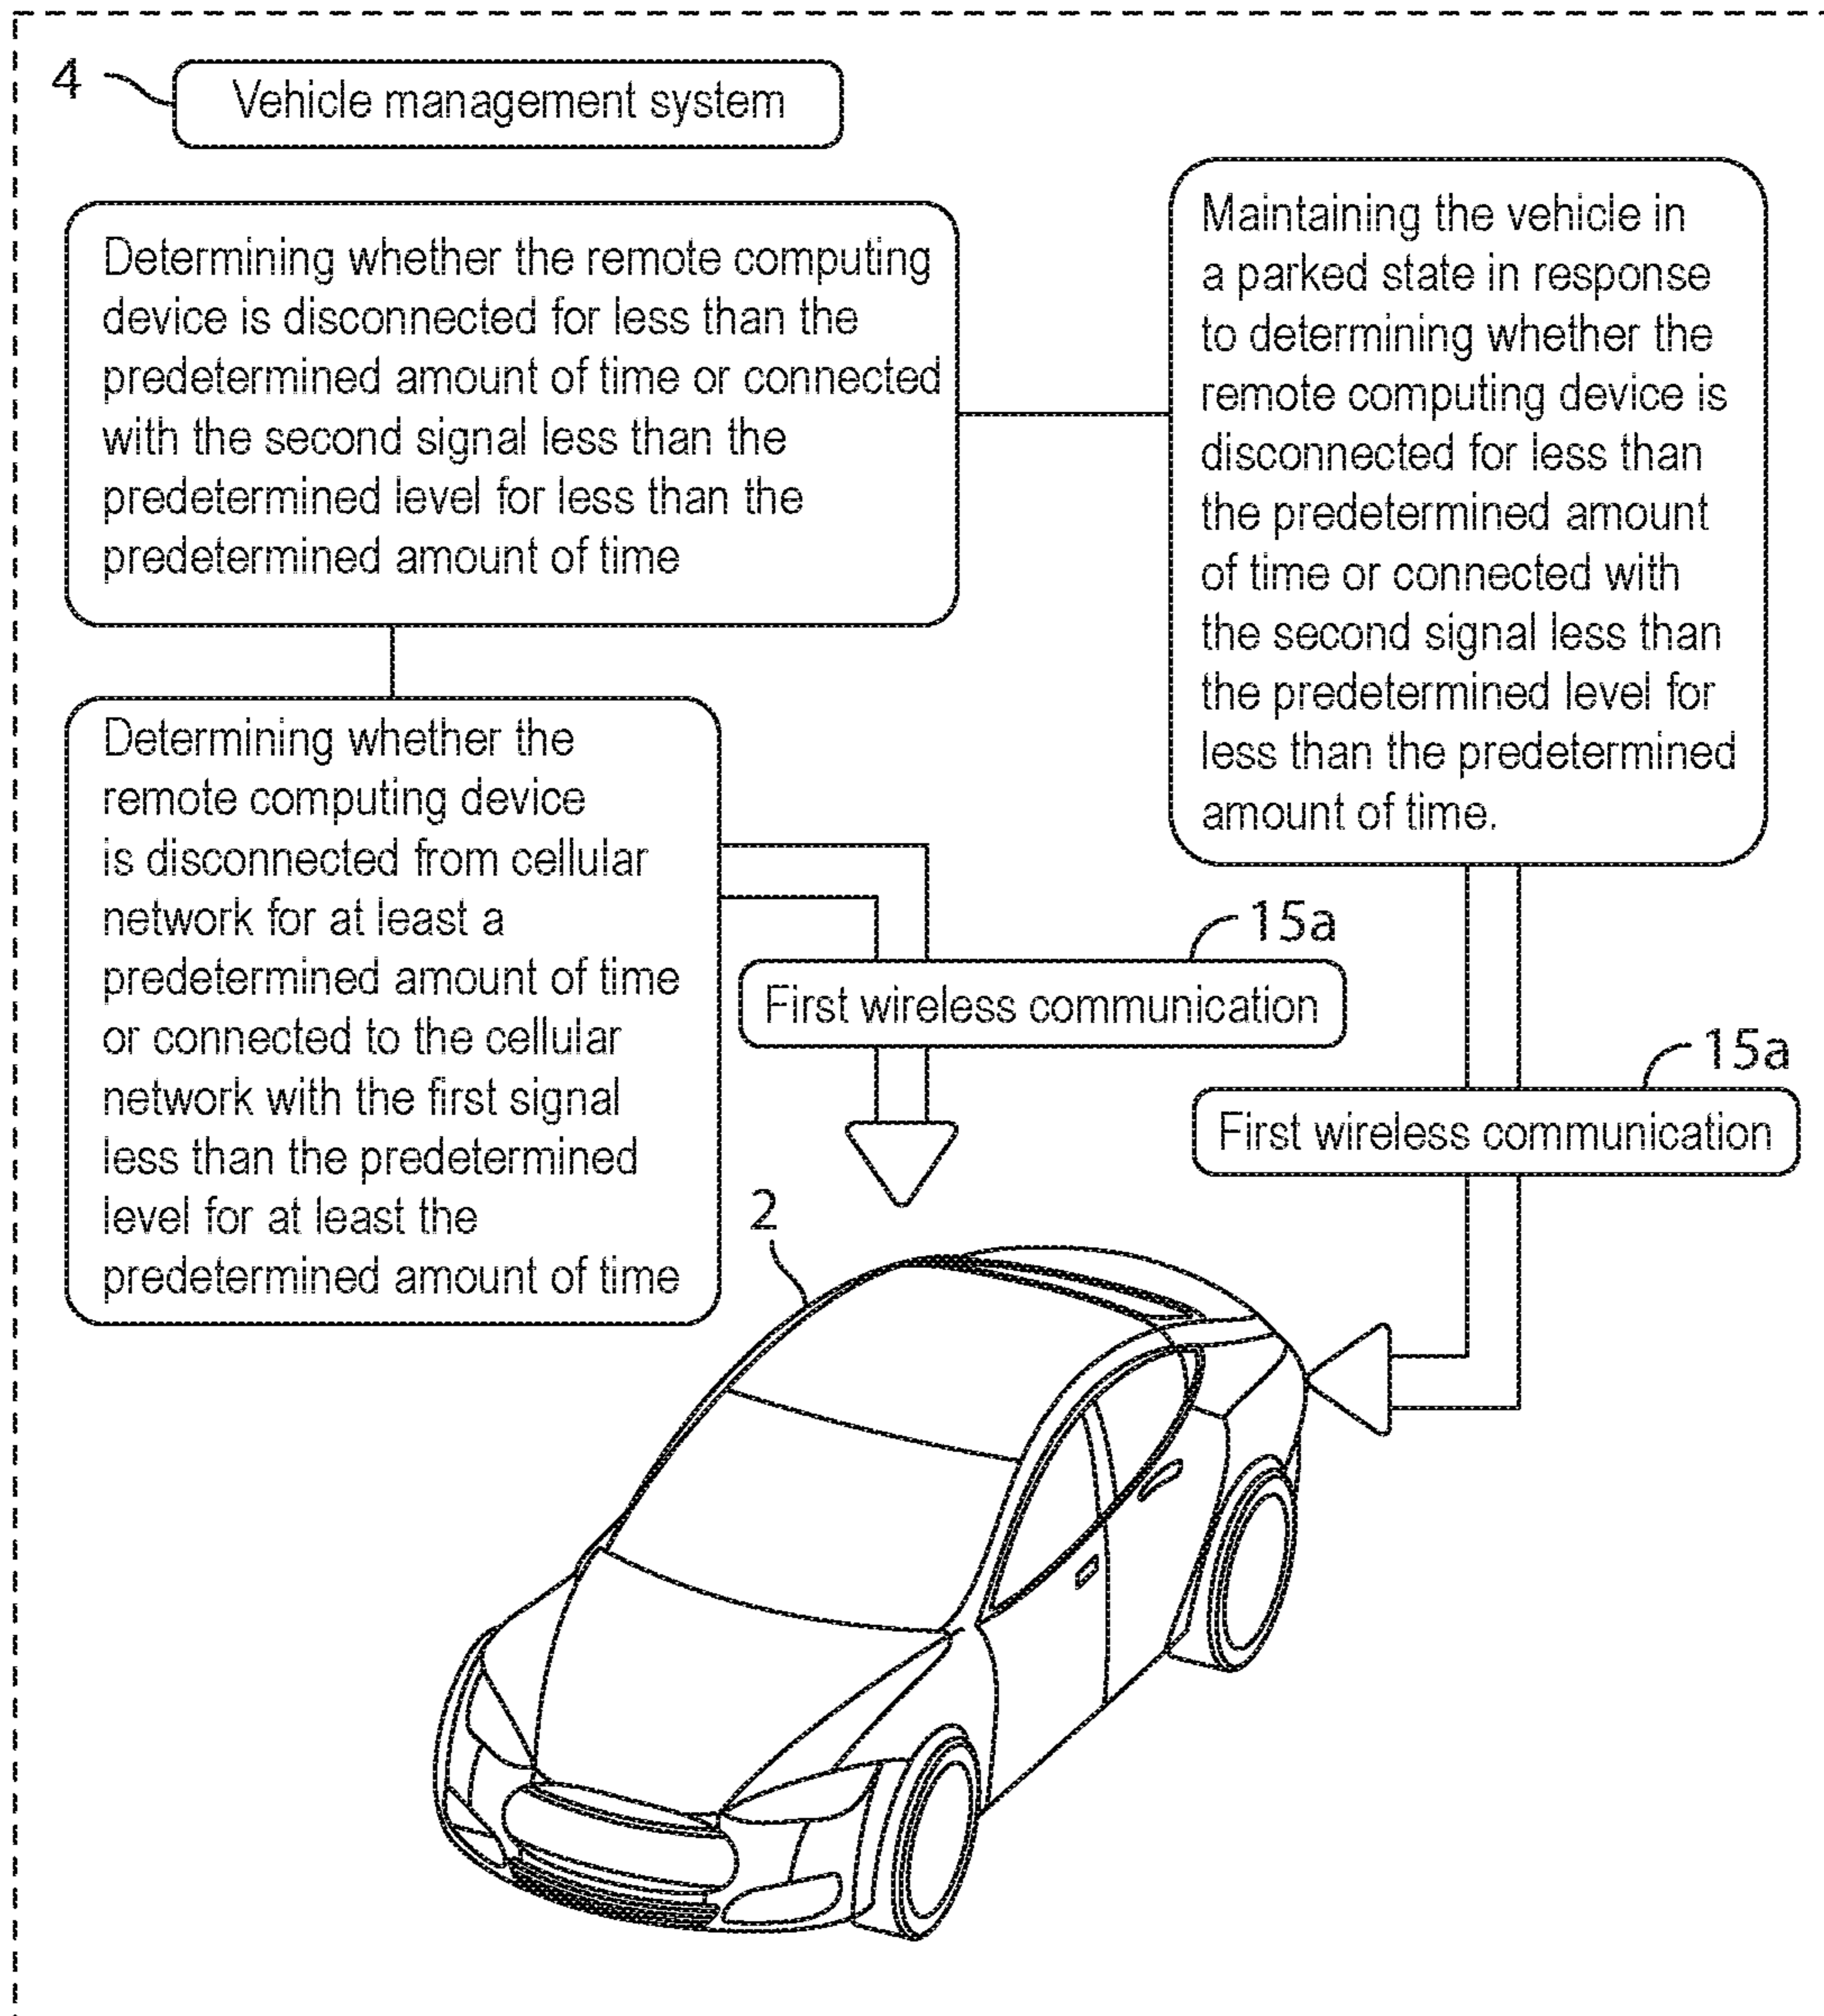 4
Vehicle management system
Determining whether the remote computing
device is disconnected for less than the
predetermined amount of time or connected
with the second signal less than the
predetermined level for less than the
predetermined amount of time
Maintaining the vehicle in
a parked state in response
to determining whether the
remote computing device is
disconnected for less than
the predetermined amount
of time or connected with
the second signal less than
the predetermined level for
less than the predetermined
amount of time.
Determining whether the
remote computing device
is disconnected from cellular
network for at least a
predetermined amount of time
or connected to the cellular
network with the first signal
less than the predetermined
level for at least the
predetermined amount of time
15a
First wireless communication
15a
First wireless communication
2